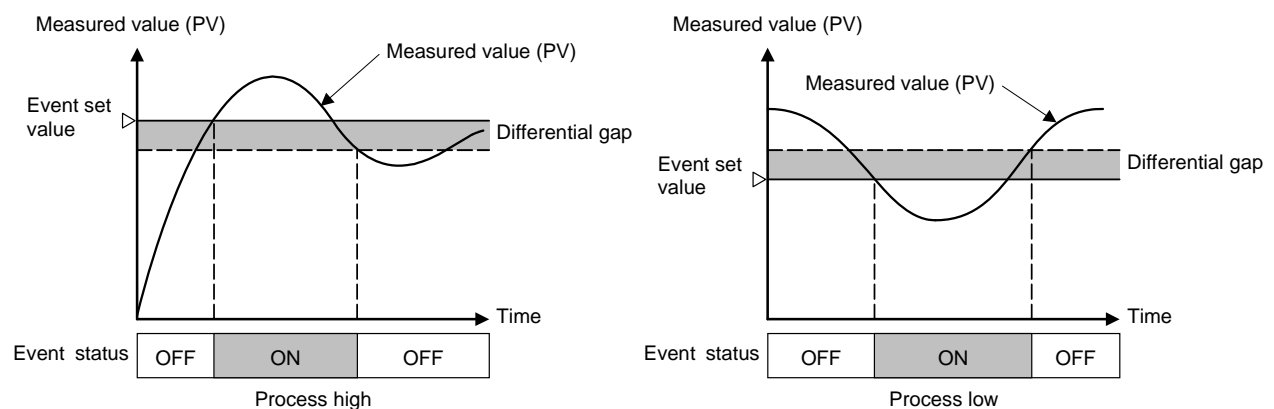 Measured value (PV)
Measured value (PV)
Event set
value
Differential gap
Time
Event status
OFF
ON
OFF
Process high
Measured value (PV)
Measured value (PV)
Event set
value
Differential gap
Time
Event status
OFF
ON
OFF
Process low